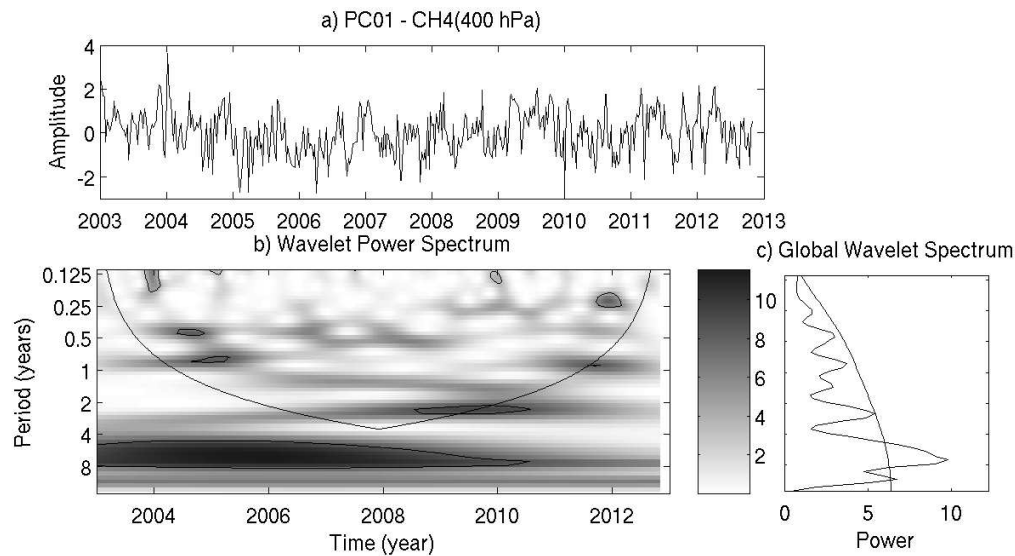 a) PC01 - CH4(400 hPa)
4
2
0
-2
Amplitude
2003 2004 2005 2006 2007 2008 2009 2010 2011 2012 2013
b) Wavelet Power Spectrum
0.125
0.25
0.5
1
2
4
8
Period (years)
2004 2006 2008 2010 2012
Time (year)
10
8
6
4
2
c) Global Wavelet Spectrum
0 5 10
Power